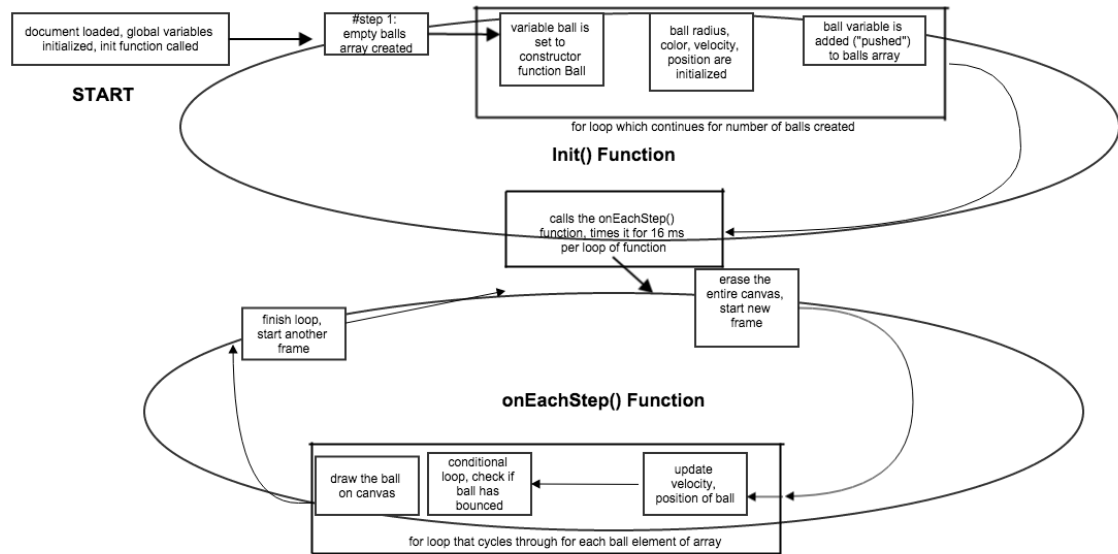 document loaded, global variables
initialized, init function called
START
#step 1:
empty balls
array created
variable ball is
set to
constructor
function Ball
ball radius,
color, velocity,
position are
initialized
ball variable is
added ("pushed")
to balls array
for loop which continues for number of balls created
Init() Function
calls the onEachStep()
function, times it for 16 ms
per loop of function
erase the
entire canvas,
start new
frame
finish loop,
start another
frame
onEachStep() Function
draw the ball
on canvas
conditional
loop, check if
ball has
bounced
update
velocity,
position of ball
for loop that cycles through for each ball element of array